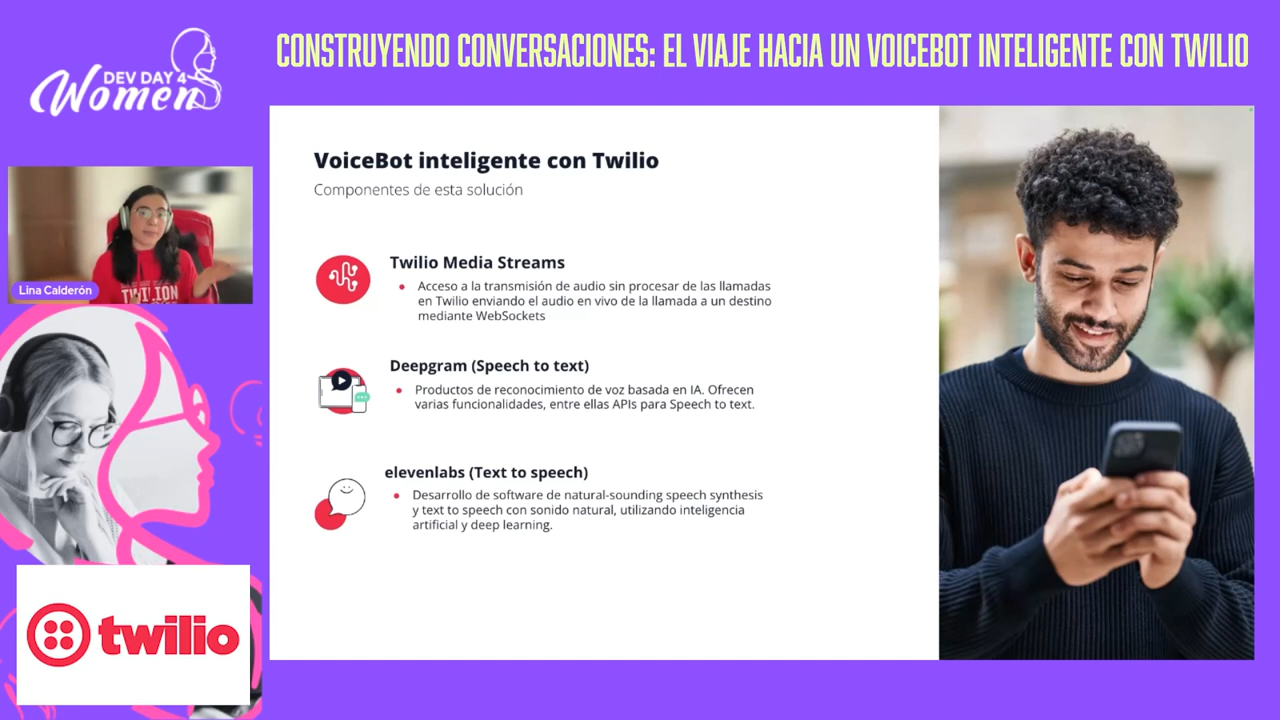 DEV DAY 4
Women
CONSTRUYENDO CONVERSACIONES: EL VIAJE HACIA UN VOICEBOT INTELIGENTE CON TWILIO
Lina Calderón
VoiceBot inteligente con Twilio
Componentes de esta solución
Twilio Media Streams
• Acceso a la transmisión de audio sin procesar de las llamadas
en Twilio enviando el audio en vivo de la llamada a un destino
mediante WebSockets
Deepgram (Speech to text)
• Productos de reconocimiento de voz basada en IA. Ofrecen
varias funcionalidades, entre ellas APIs para Speech to text.
elevenlabs (Text to speech)
• Desarrollo de software de natural-sounding speech synthesis
y text to speech con sonido natural, utilizando inteligencia
artificial y deep learning.
twilio